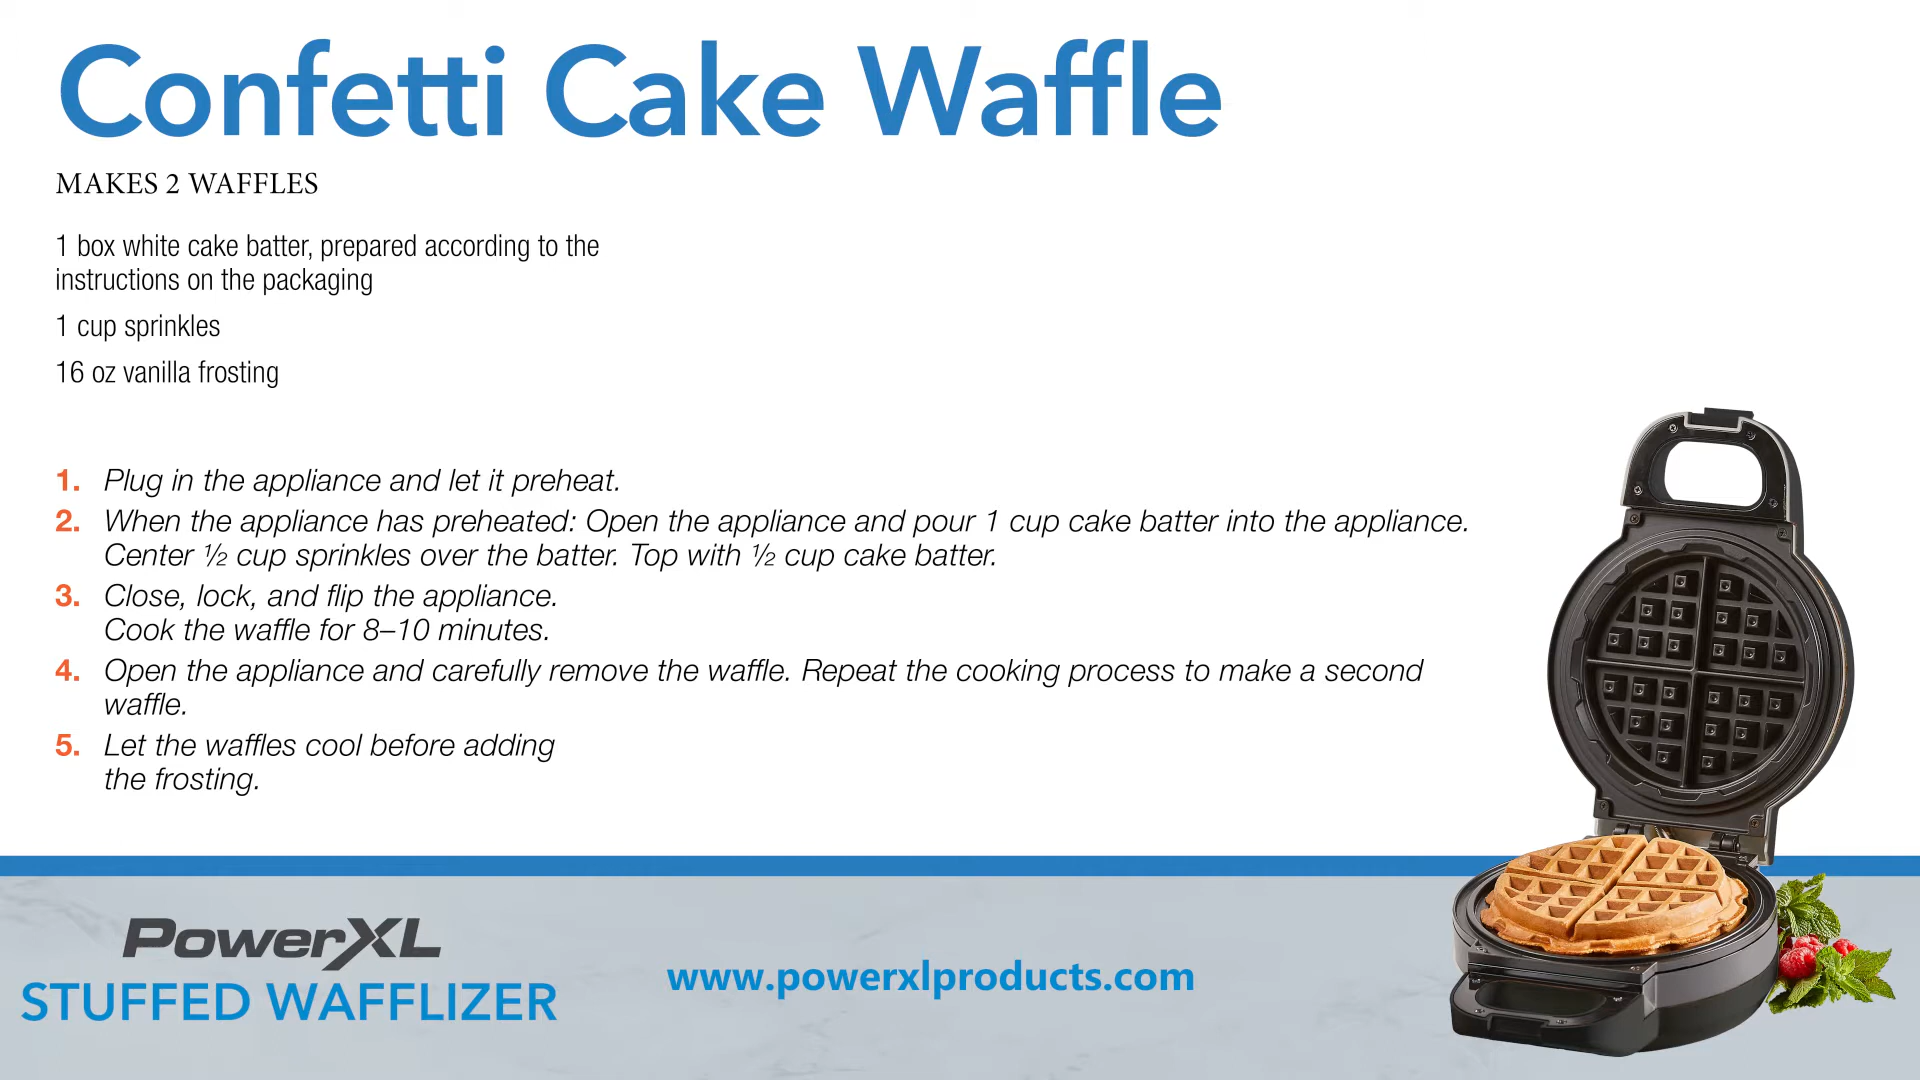 Confetti Cake Waffle
MAKES 2 WAFFLES
1 box white cake batter, prepared according to the
instructions on the packaging
1 cup sprinkles
16 oz vanilla frosting
1. Plug in the appliance and let it preheat.
2. When the appliance has preheated: Open the appliance and pour 1 cup cake batter into the appliance.
Center ½ cup sprinkles over the batter. Top with ½ cup cake batter.
3. Close, lock, and flip the appliance.
Cook the waffle for 8–10 minutes.
4. Open the appliance and carefully remove the waffle. Repeat the cooking process to make a second
waffle.
5. Let the waffles cool before adding
the frosting.
PowerXL
STUFFED WAFFLIZER
www.powerxlproducts.com